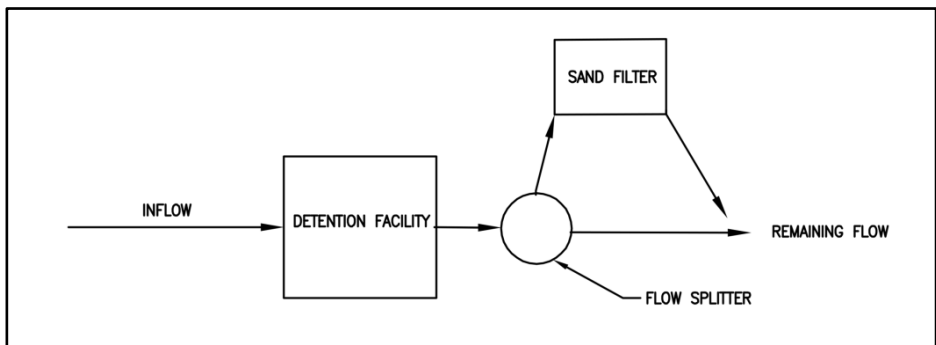 SAND FILTER
INFLOW
DETENTION FACILITY
REMAINING FLOW
FLOW SPLITTER